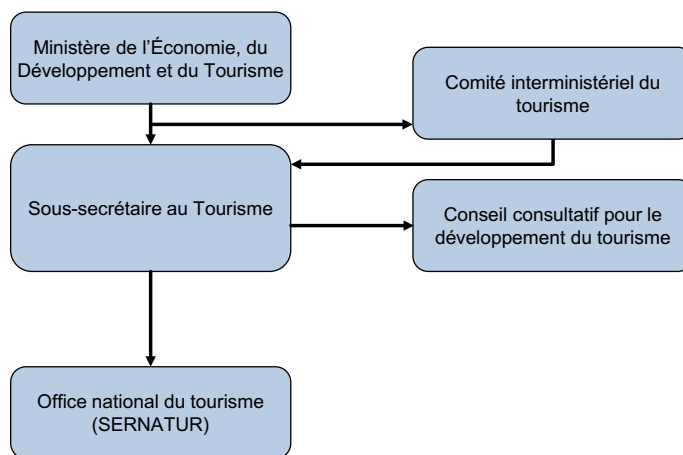 Ministère de l’Économie, du
Développement et du Tourisme
Comité interministériel du
tourisme
Sous-secrétaire au Tourisme
Conseil consultatif pour le
développement du tourisme
Office national du tourisme
(SERNATUR)